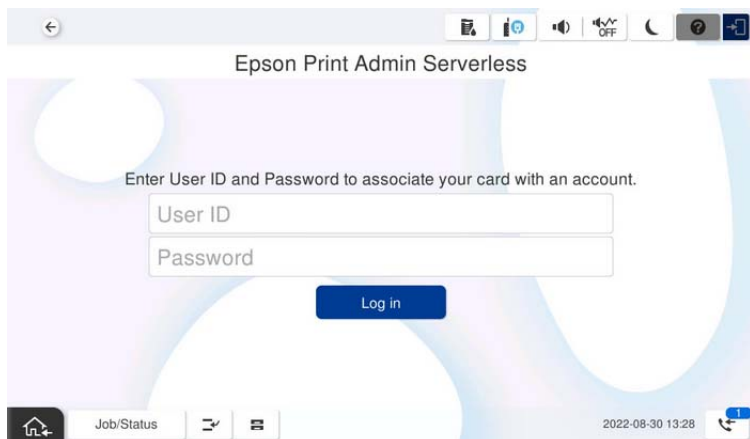 OFF
Epson Print Admin Serverless
Enter User ID and Password to associate your card with an account.
User ID
Password
Log in
Job/Status
2022-08-30 13:28
1